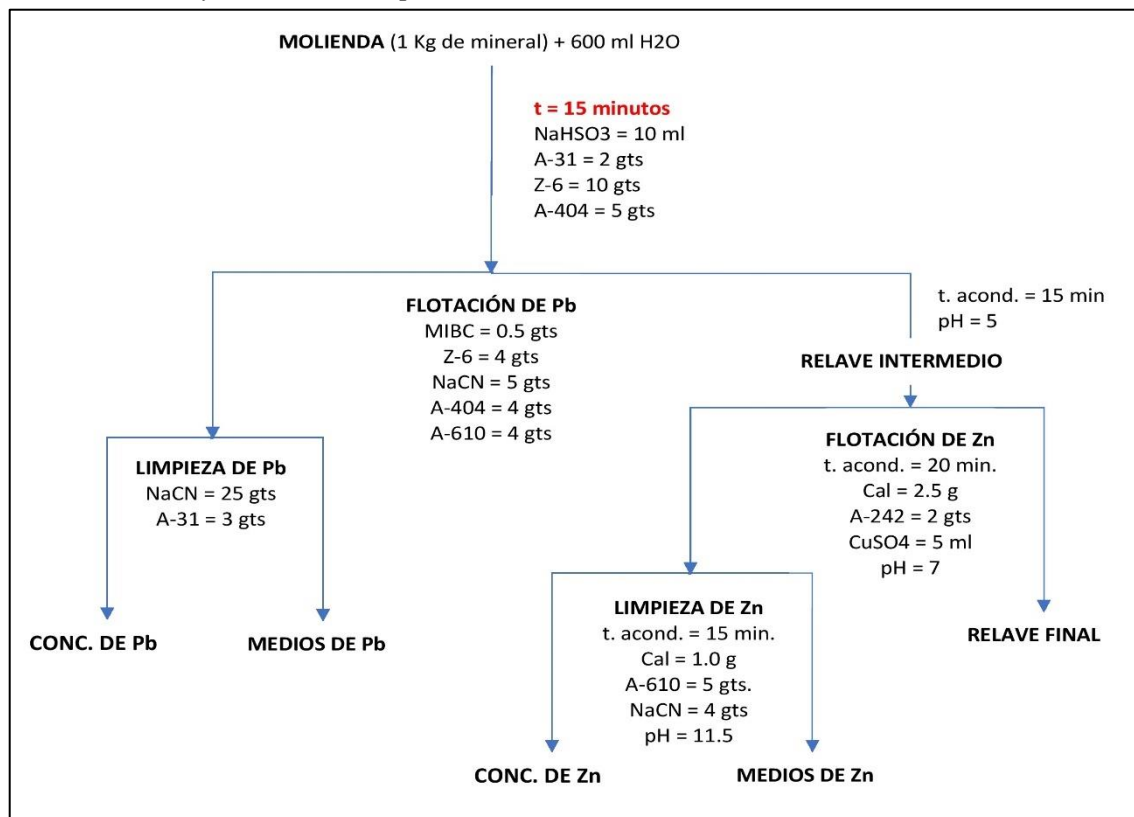 MOLIENDA (1 Kg de mineral) + 600 ml H2O
t = 15 minutos
NaHSO3 = 10 ml
A-31 = 2 gts
Z-6 = 10 gts
A-404 = 5 gts
FLOTACIÓN DE Pb
MIBC = 0.5 gts
Z-6 = 4 gts
NaCN = 5 gts
A-404 = 4 gts
A-610 = 4 gts
t. acond. = 15 min
pH = 5
RELAVE INTERMEDIO
LIMPIEZA DE Pb
NaCN = 25 gts
A-31 = 3 gts
FLOTACIÓN DE Zn
t. acond. = 20 min.
Cal = 2.5 g
A-242 = 2 gts
CuSO4 = 5 ml
pH = 7
CONC. DE Pb
MEDIOS DE Pb
LIMPIEZA DE Zn
t. acond. = 15 min.
Cal = 1.0 g
A-610 = 5 gts.
NaCN = 4 gts
pH = 11.5
RELAVE FINAL
CONC. DE Zn
MEDIOS DE Zn